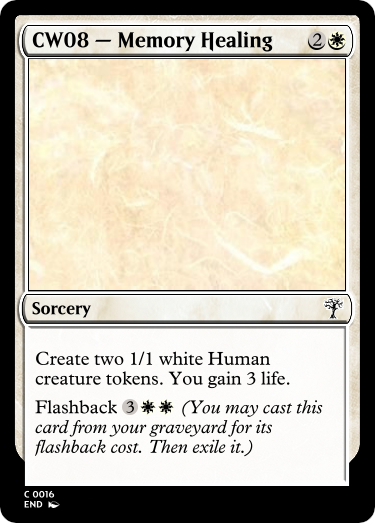 CW08 — Memory Healing 2
Sorcery
Create two 1/1 white Human
creature tokens. You gain 3 life.
Flashback 3 (You may cast this
card from your graveyard for its
flashback cost. Then exile it.)
C 0016
END